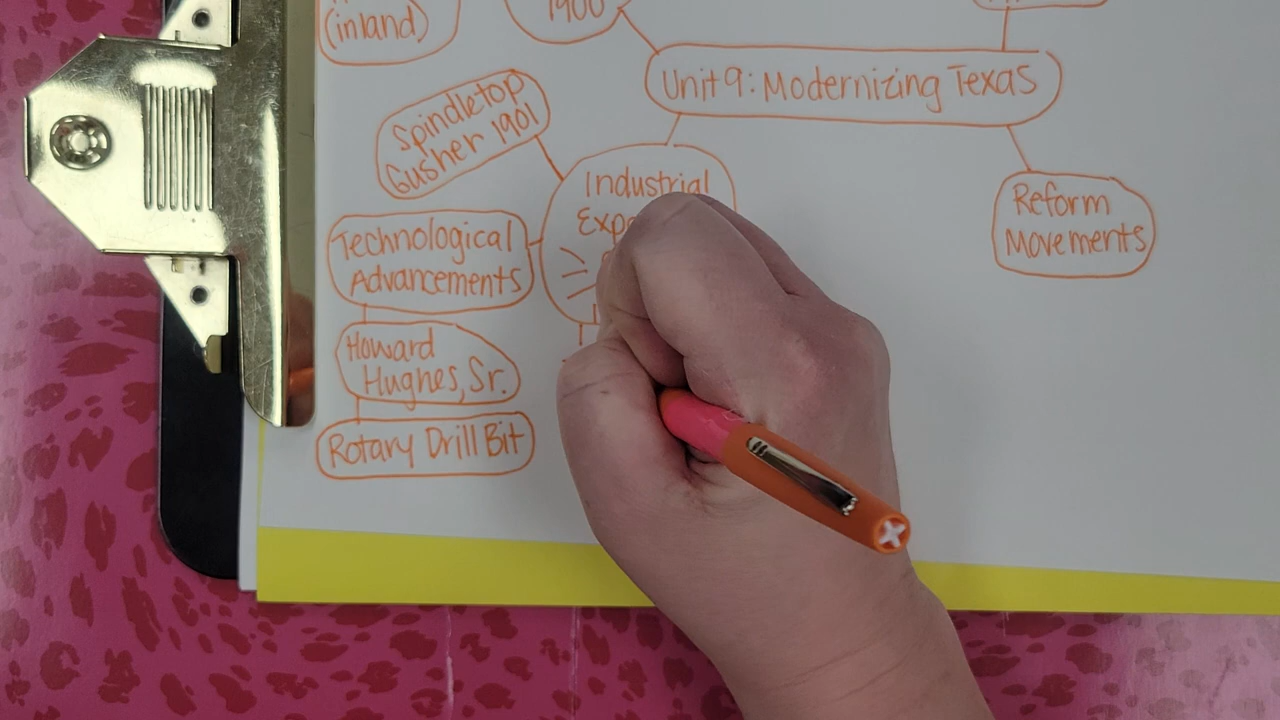 (inland)
1900
Unit 9: Modernizing Texas
Spindletop
Gusher 1901
Industrial
Technological
Advancements
Reform
Movements
Howard
Hughes, Sr.
Rotary Drill Bit